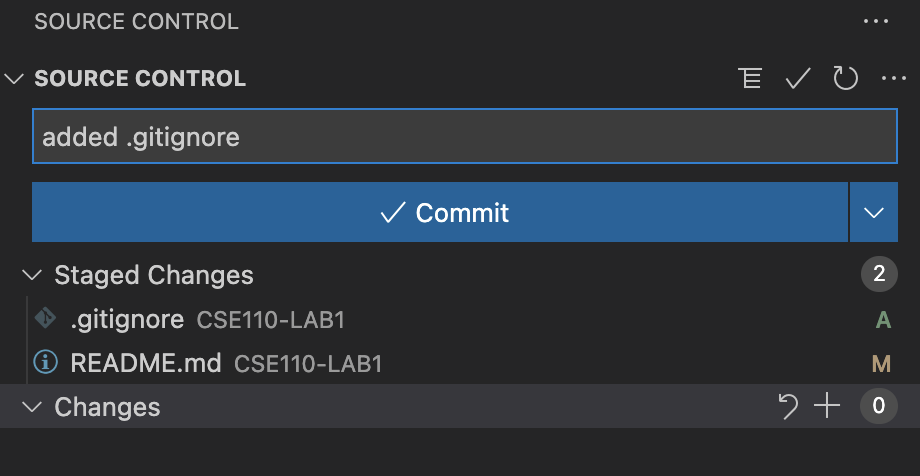 SOURCE CONTROL
SOURCE CONTROL
added .gitignore
Commit
Staged Changes 2
.gitignore CSE110-LAB1 A
README.md CSE110-LAB1 M
Changes 0